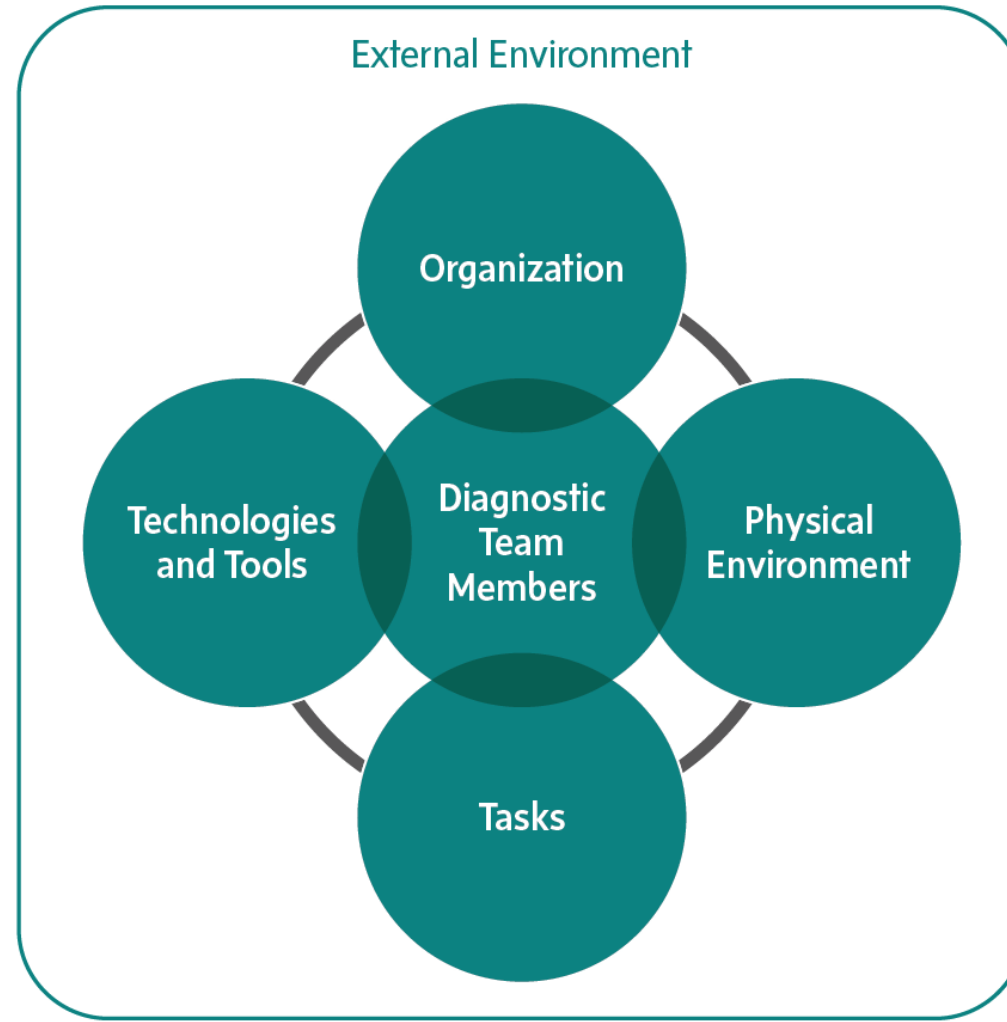 External Environment
Organization
Technologies
and Tools
Diagnostic
Team
Members
Physical
Environment
Tasks